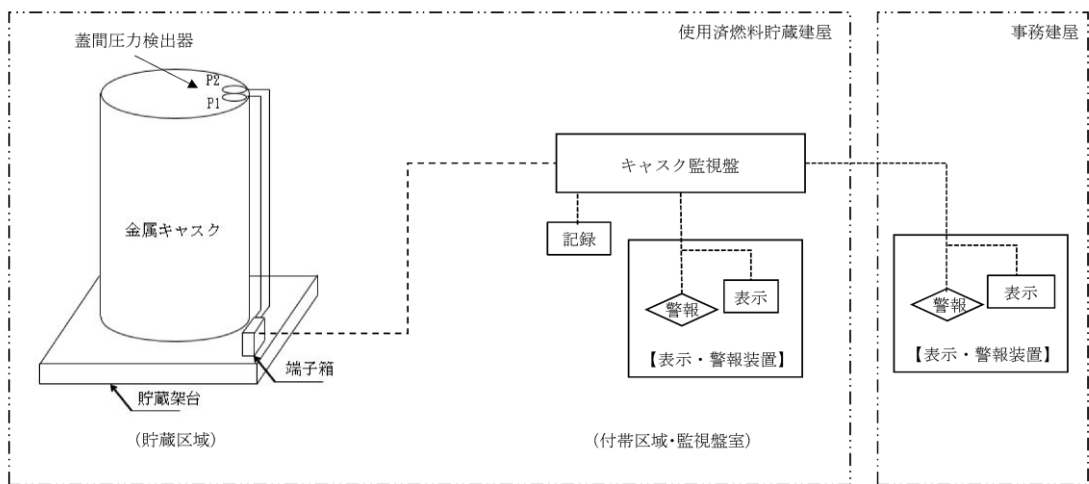 使用済燃料貯蔵建屋
事務建屋
蓋間圧力検出器
P2
P1
キャスク監視盤
金属キャスク
記録
警報
表示
【表示・警報装置】
警報
表示
【表示・警報装置】
端子箱
貯蔵架台
(貯蔵区域)
(付帯区域・監視盤室)